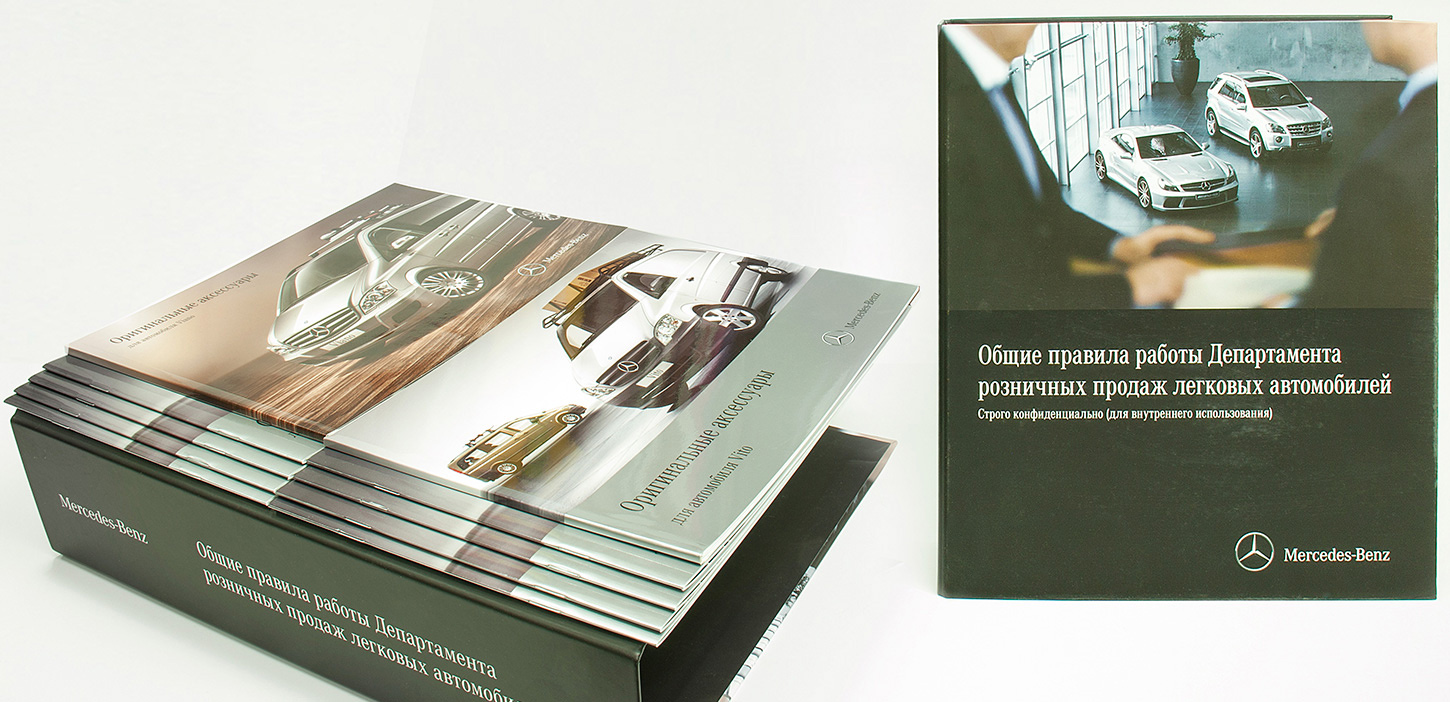 Оригинальные аксессуары
для автомобиля Viano
Mercedes-Benz
Mercedes-Benz
Оригинальные аксессуары
для автомобиля Vito
Mercedes-Benz
Общие правила работы Департамента
розничных продаж легковых автомоби
Общие правила работы Департамента
розничных продаж легковых автомобилей
Строго конфиденциально (для внутреннего использования)
Mercedes-Benz